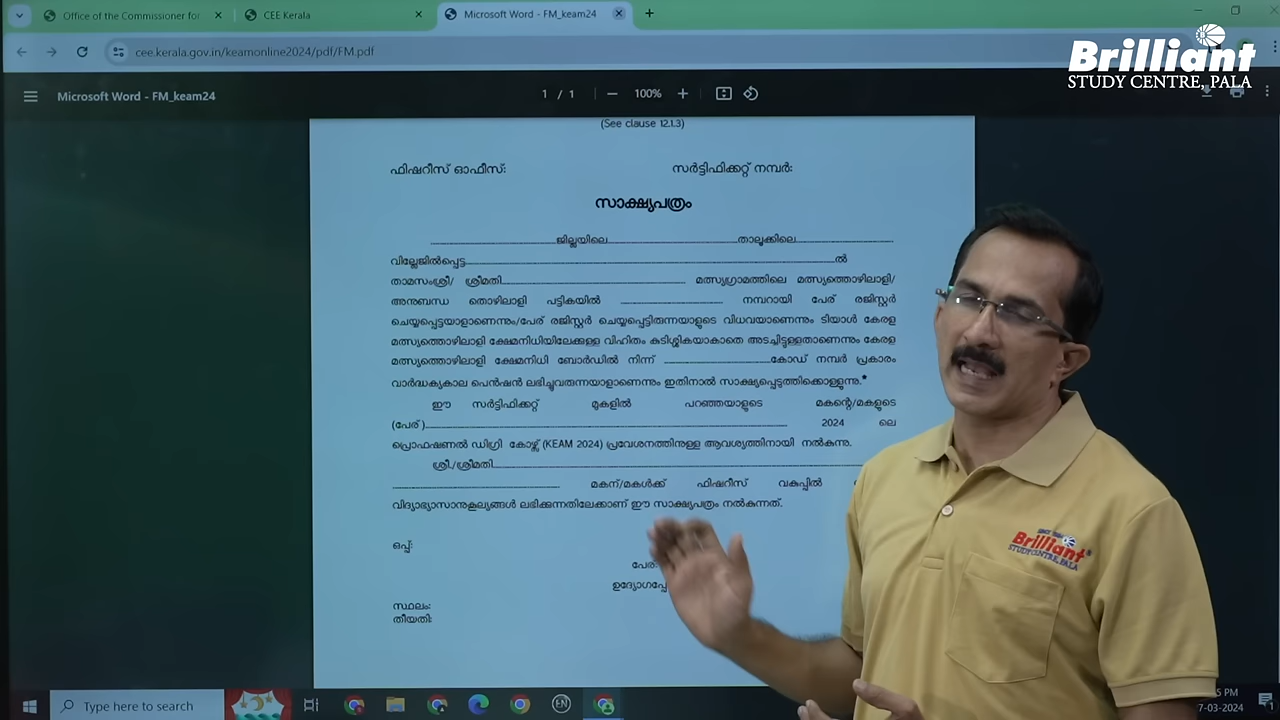 Office of the Commissioner for
CEE Kerala
Microsoft Word - FM_keam24
cee.kerala.gov.in/keamonline2024/pdf/FM.pdf
Brilliant
STUDY CENTRE, PALA
Microsoft Word - FM_keam24
1 / 1
100%
(See clause 12.1.3)
ഫിഷറീസ് ഓഫീസ്: സർട്ടിഫിക്കറ്റ് നമ്പർ:
സാക്ഷ്യപത്രം
ജില്ലയിലെ താലൂക്കിലെ
വില്ലേജിൽപ്പെട്ട ൽ
താമസംശ്രീ/ ശ്രീമതി മത്സ്യഗ്രാമത്തിലെ മത്സ്യത്തൊഴിലാളി/
അനുബന്ധ തൊഴിലാളി പട്ടികയിൽ നമ്പറായി പേര് രജിസ്റ്റർ
ചെയ്യപ്പെട്ടയാളാണെന്നും/പേര് രജിസ്റ്റർ ചെയ്യപ്പെട്ടിരുന്നയാളുടെ വിധവയാണെന്നും ടിയാൾ കേരള
മത്സ്യത്തൊഴിലാളി ക്ഷേമനിധിയിലേക്കുള്ള വിഹിതം കുടിശ്ശികയാകാതെ അടച്ചിട്ടുള്ളതാണെന്നും കേരള
മത്സ്യത്തൊഴിലാളി ക്ഷേമനിധി ബോർഡിൽ നിന്ന് കോഡ് നമ്പർ പ്രകാരം
വാർദ്ധക്യകാല പെൻഷൻ ലഭിച്ചുവരുന്നയാളാണെന്നും ഇതിനാൽ സാക്ഷ്യപ്പെടുത്തിക്കൊള്ളുന്നു.*
ഈ സർട്ടിഫിക്കറ്റ് മുകളിൽ പറഞ്ഞയാളുടെ മകന്റെ/മകളുടെ
(പേര്) 2024 ലെ
പ്രൊഫഷണൽ ഡിഗ്രി കോഴ്സ് (KEAM 2024) പ്രവേശനത്തിനുള്ള ആവശ്യത്തിനായി നൽകുന്നു.
ശ്രീ./ശ്രീമതി
മകന്/മകൾക്ക് ഫിഷറീസ് വകുപ്പിൽ
വിദ്യാഭ്യാസാനുകൂല്യങ്ങൾ ലഭിക്കുന്നതിലേക്കാണ് ഈ സാക്ഷ്യപത്രം നൽകുന്നത്.
ഒപ്പ്:
പേര്:
സ്ഥലം:
തീയതി:
Brilliant
STUDY CENTRE, PALA
Type here to search
EN